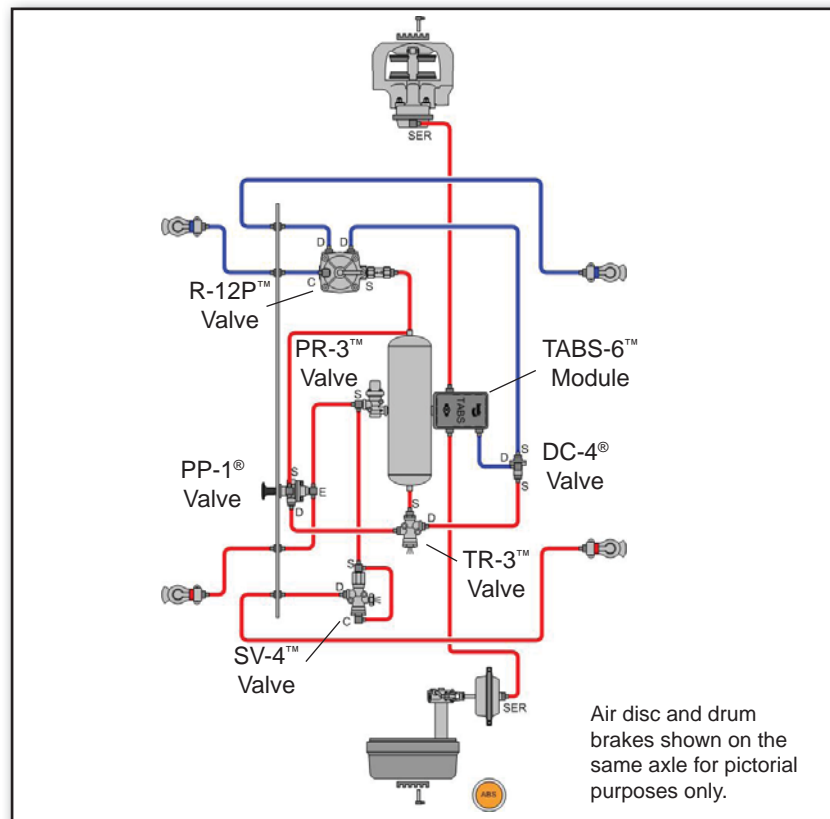 SER
D
D
R-12P™
Valve
C
S
PR-3™
Valve
TABS-6™
Module
S
TABS
S
D
DC-4®
Valve
S
PP-1®
Valve
S
E
D
S
D
TR-3™
Valve
S
D
C
SV-4™
Valve
SER
Air disc and drum
brakes shown on the
same axle for pictorial
purposes only.
ABS